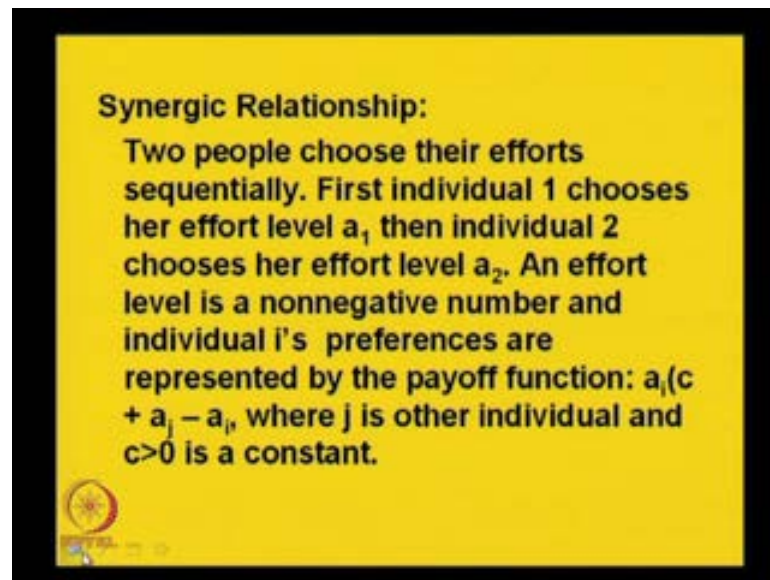 Synergic Relationship:
Two people choose their efforts
sequentially. First individual 1 chooses
her effort level a₁ then individual 2
chooses her effort level a₂. An effort
level is a nonnegative number and
individual i's preferences are
represented by the payoff function: aᵢ(c
+ aⱼ – aᵢ, where j is other individual and
c>0 is a constant.